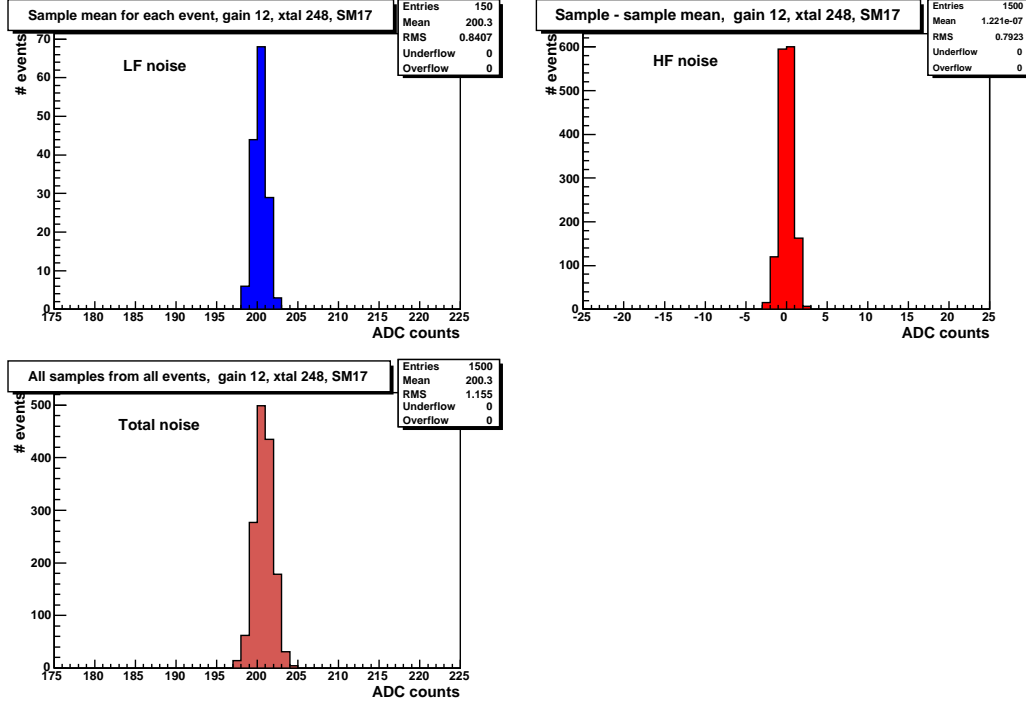 Sample mean for each event, gain 12, xtal 248, SM17
Entries 150
Mean 200.3
RMS 0.8407
Underflow 0
Overflow 0
# events
LF noise
70
60
50
40
30
20
10
0
175 180 185 190 195 200 205 210 215 220 225
ADC counts
Sample - sample mean, gain 12, xtal 248, SM17
Entries 1500
Mean 1.221e-07
RMS 0.7923
Underflow 0
Overflow 0
# events
HF noise
600
500
400
300
200
100
0
-25 -20 -15 -10 -5 0 5 10 15 20 25
ADC counts
All samples from all events, gain 12, xtal 248, SM17
Entries 1500
Mean 200.3
RMS 1.155
Underflow 0
Overflow 0
# events
Total noise
500
400
300
200
100
0
175 180 185 190 195 200 205 210 215 220 225
ADC counts